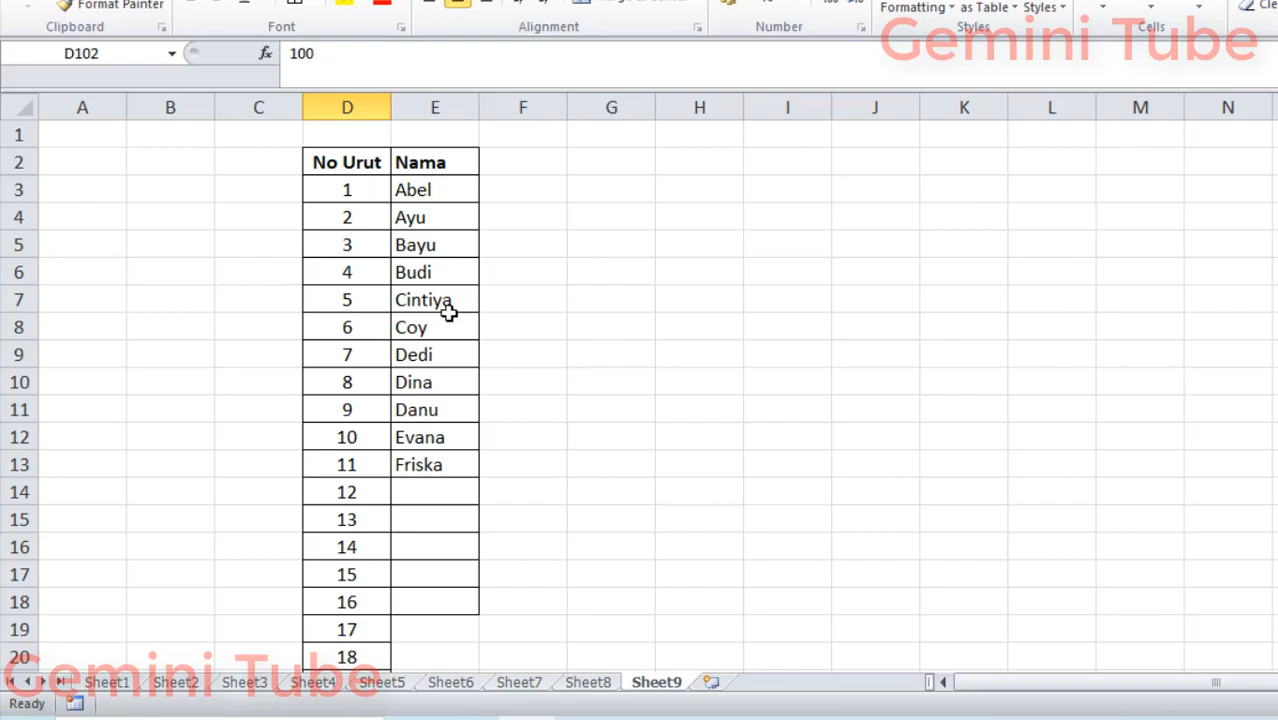 Format Painter
Formatting as Table Styles
Clipboard Font Alignment Number Styles Cells
Gemini Tube
D102 fx 100
A B C D E F G H I J K L M N
1
2 No Urut Nama
3 1 Abel
4 2 Ayu
5 3 Bayu
6 4 Budi
7 5 Cintiya
8 6 Coy
9 7 Dedi
10 8 Dina
11 9 Danu
12 10 Evana
13 11 Friska
14 12
15 13
16 14
17 15
18 16
19 17
20 18
Gemini Tube
Sheet1 Sheet2 Sheet3 Sheet4 Sheet5 Sheet6 Sheet7 Sheet8 Sheet9
Ready